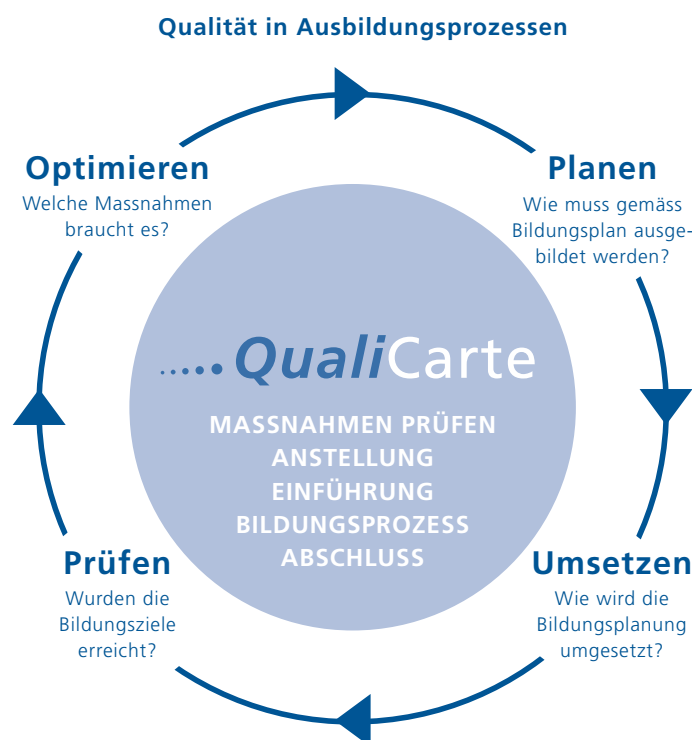 Qualität in Ausbildungsprozessen
Optimieren
Welche Massnahmen
braucht es?
Planen
Wie muss gemäss
Bildungsplan ausge-
bildet werden?
..... QualiCarte
MASSNAHMEN PRÜFEN
ANSTELLUNG
EINFÜHRUNG
BILDUNGSPROZESS
ABSCHLUSS
Prüfen
Wurden die
Bildungsziele
erreicht?
Umsetzen
Wie wird die
Bildungsplanung
umgesetzt?